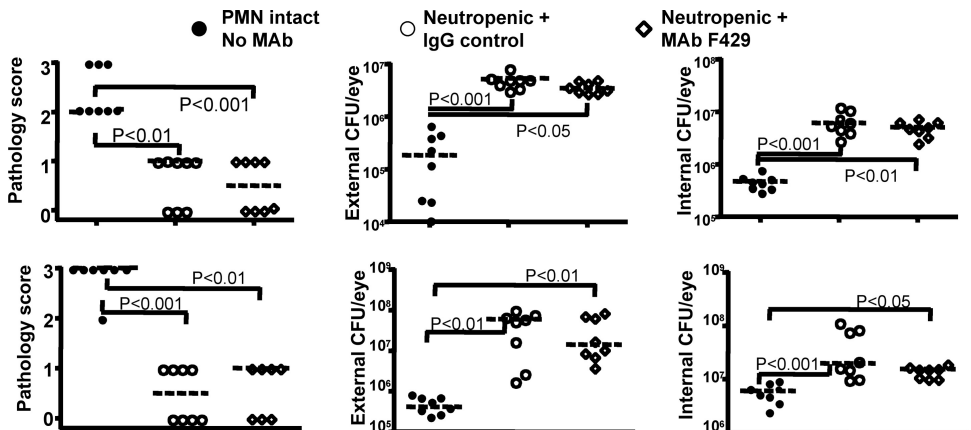 PMN intact
No MAb
Neutropenic +
IgG control
Neutropenic +
MAb F429
Pathology score
3
2
1
0
P<0.001
P<0.01
External CFU/eye
10⁷
10⁶
10⁵
10⁴
P<0.001
P<0.05
Internal CFU/eye
10⁸
10⁷
10⁶
10⁵
P<0.001
P<0.01
Pathology score
3
2
1
0
P<0.01
P<0.001
External CFU/eye
10⁹
10⁸
10⁷
10⁶
10⁵
P<0.01
P<0.01
Internal CFU/eye
10⁹
10⁸
10⁷
10⁶
P<0.05
P<0.001